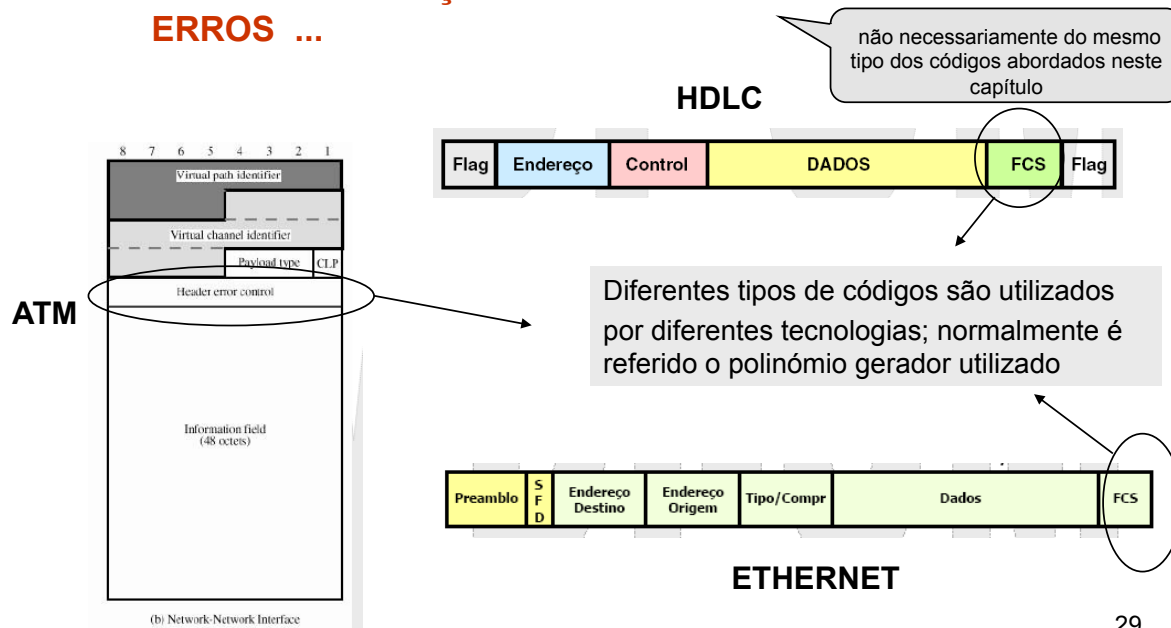 ERROS ...
não necessariamente do mesmo
tipo dos códigos abordados neste
capítulo
HDLC
Flag Endereço Control DADOS FCS Flag
8 7 6 5 4 3 2 1
Virtual path identifier
Virtual channel identifier
Payload type CLP
Header error control
ATM
Information field
(48 octets)
(b) Network-Network Interface
Diferentes tipos de códigos são utilizados
por diferentes tecnologias; normalmente é
referido o polinómio gerador utilizado
Preamblo SFD Endereço Destino Endereço Origem Tipo/Compr Dados FCS
ETHERNET
29